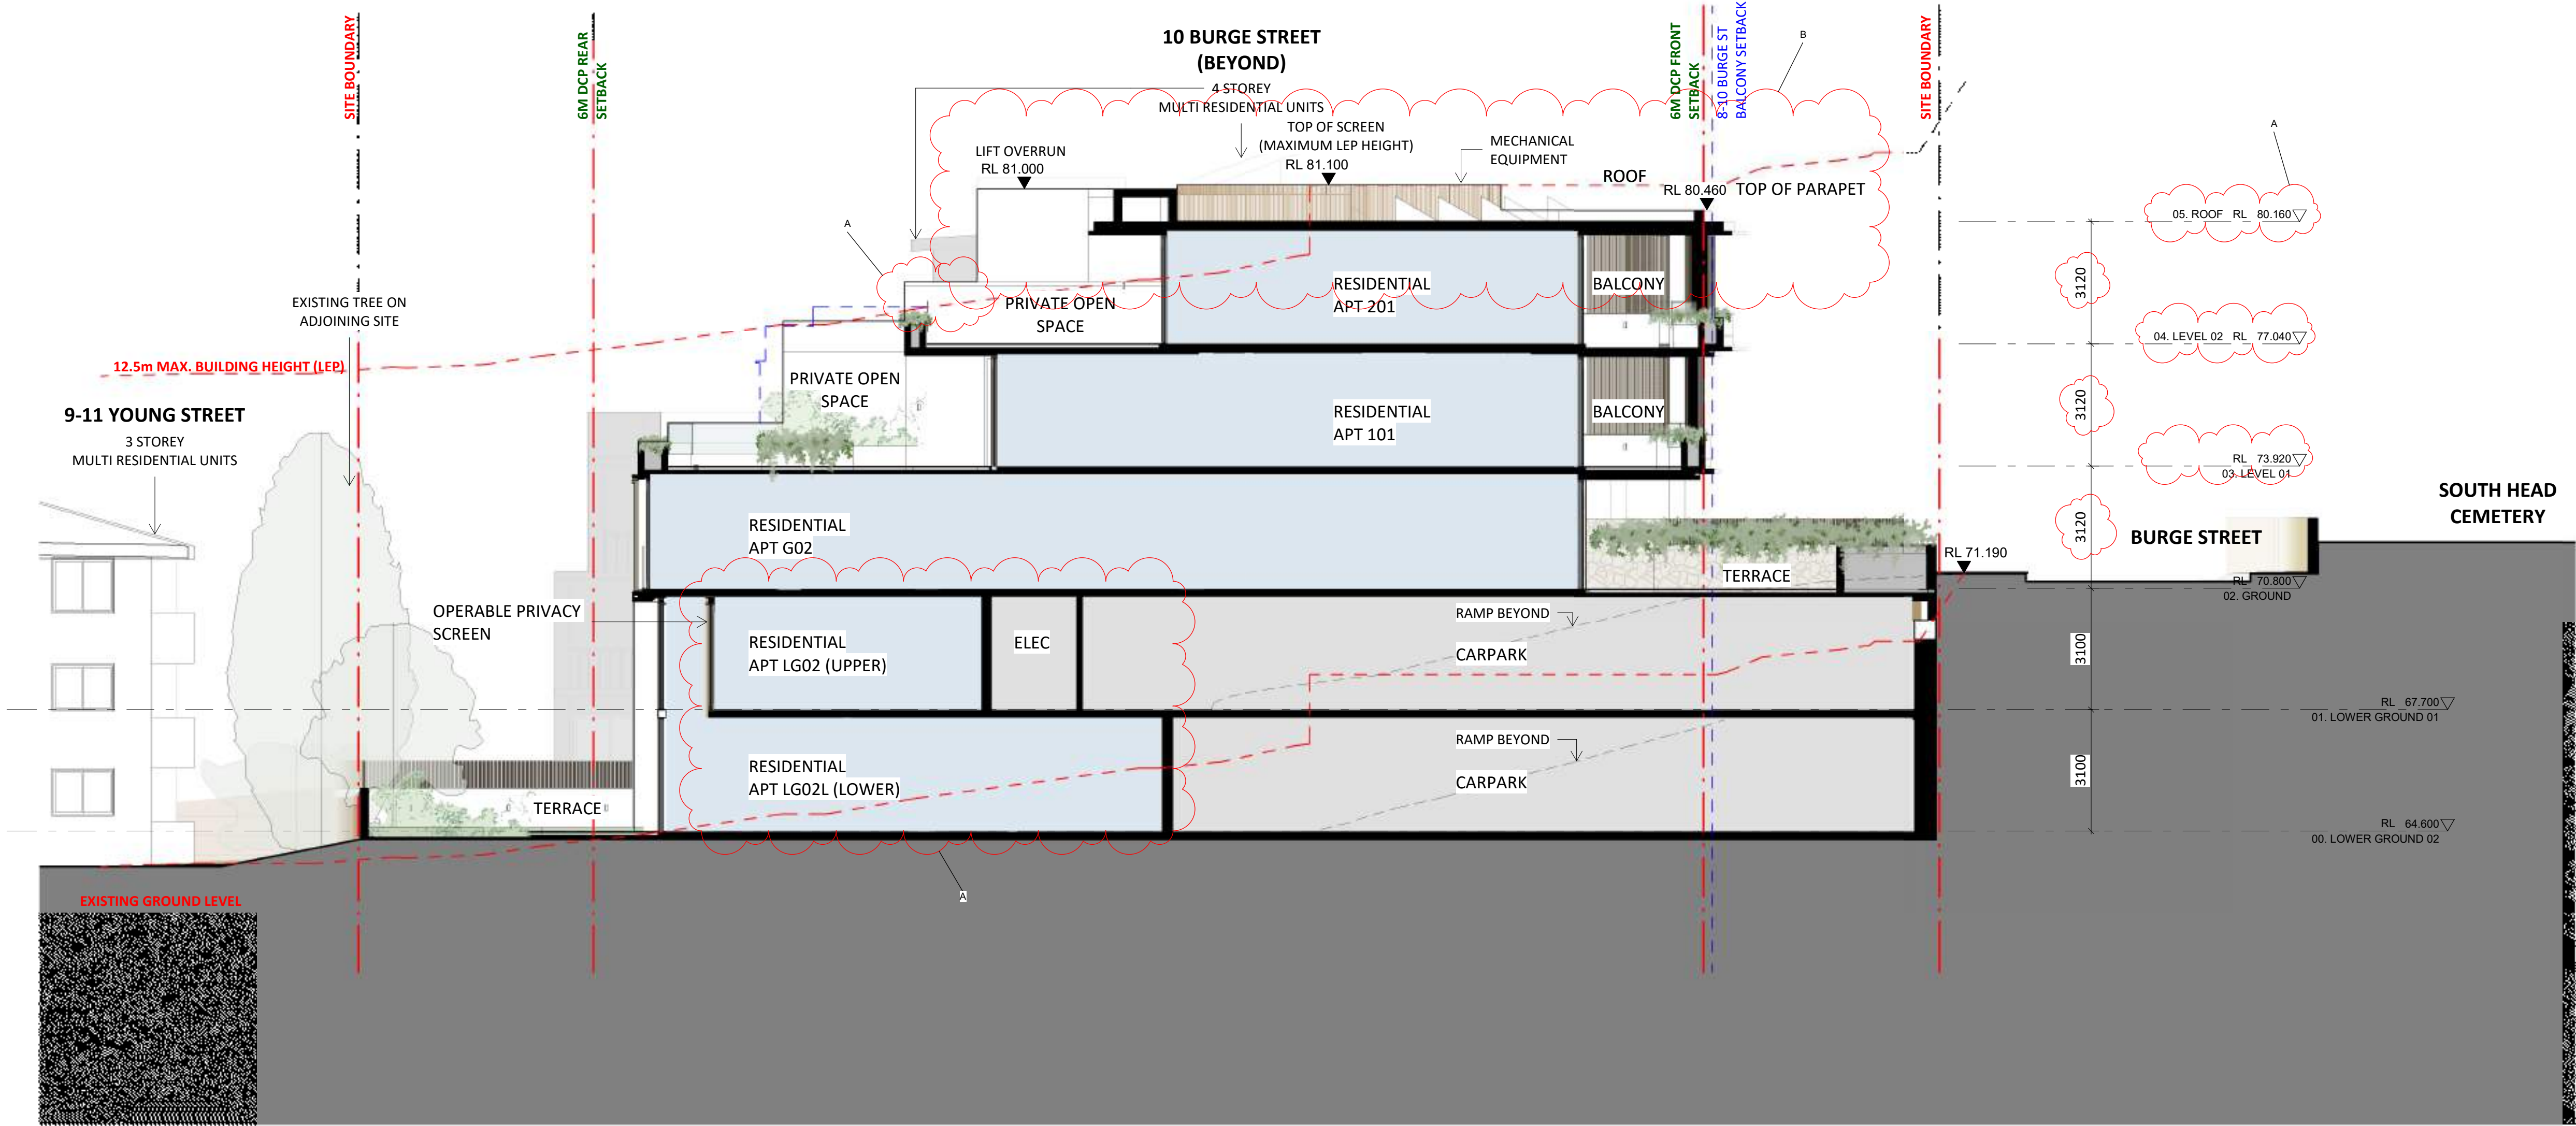 SITE BOUNDARY
6M DCP REAR
SETBACK
10 BURGE STREET
(BEYOND)
4 STOREY
MULTI RESIDENTIAL UNITS
6M DCP FRONT
SETBACK
8-10 BURGE ST
BALCONY SETBACK
B
SITE BOUNDARY
A
TOP OF SCREEN
(MAXIMUM LEP HEIGHT)
RL 81.100
MECHANICAL
EQUIPMENT
LIFT OVERRUN
RL 81.000
ROOF
RL 80.460
TOP OF PARAPET
05. ROOF RL 80.160
A
3120
RESIDENTIAL
APT 201
BALCONY
PRIVATE OPEN
SPACE
EXISTING TREE ON
ADJOINING SITE
04. LEVEL 02 RL 77.040
12.5m MAX. BUILDING HEIGHT (LEP)
PRIVATE OPEN
SPACE
3120
RESIDENTIAL
APT 101
BALCONY
9-11 YOUNG STREET
3 STOREY
MULTI RESIDENTIAL UNITS
RL 73.920
03. LEVEL 01
SOUTH HEAD
CEMETERY
RESIDENTIAL
APT G02
3120
BURGE STREET
RL 71.190
TERRACE
RL 70.800
02. GROUND
OPERABLE PRIVACY
SCREEN
RESIDENTIAL
APT LG02 (UPPER)
ELEC
RAMP BEYOND
CARPARK
3100
RL 67.700
01. LOWER GROUND 01
RAMP BEYOND
RESIDENTIAL
APT LG02L (LOWER)
CARPARK
3100
TERRACE
RL 64.600
00. LOWER GROUND 02
A
EXISTING GROUND LEVEL